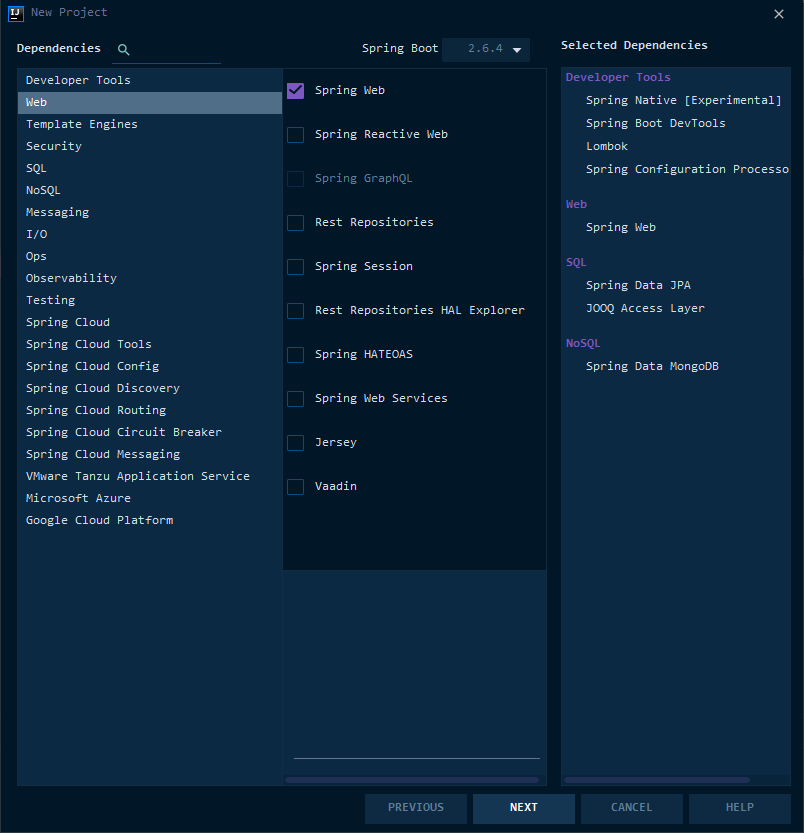 IJ New Project
Dependencies
Spring Boot 2.6.4
Selected Dependencies
Developer Tools
Web
Template Engines
Security
SQL
NoSQL
Messaging
I/O
Ops
Observability
Testing
Spring Cloud
Spring Cloud Tools
Spring Cloud Config
Spring Cloud Discovery
Spring Cloud Routing
Spring Cloud Circuit Breaker
Spring Cloud Messaging
VMware Tanzu Application Service
Microsoft Azure
Google Cloud Platform
Spring Web
Spring Reactive Web
Spring GraphQL
Rest Repositories
Spring Session
Rest Repositories HAL Explorer
Spring HATEOAS
Spring Web Services
Jersey
Vaadin
Developer Tools
Spring Native [Experimental]
Spring Boot DevTools
Lombok
Spring Configuration Processo
Web
Spring Web
SQL
Spring Data JPA
JOOQ Access Layer
NoSQL
Spring Data MongoDB
PREVIOUS
NEXT
CANCEL
HELP